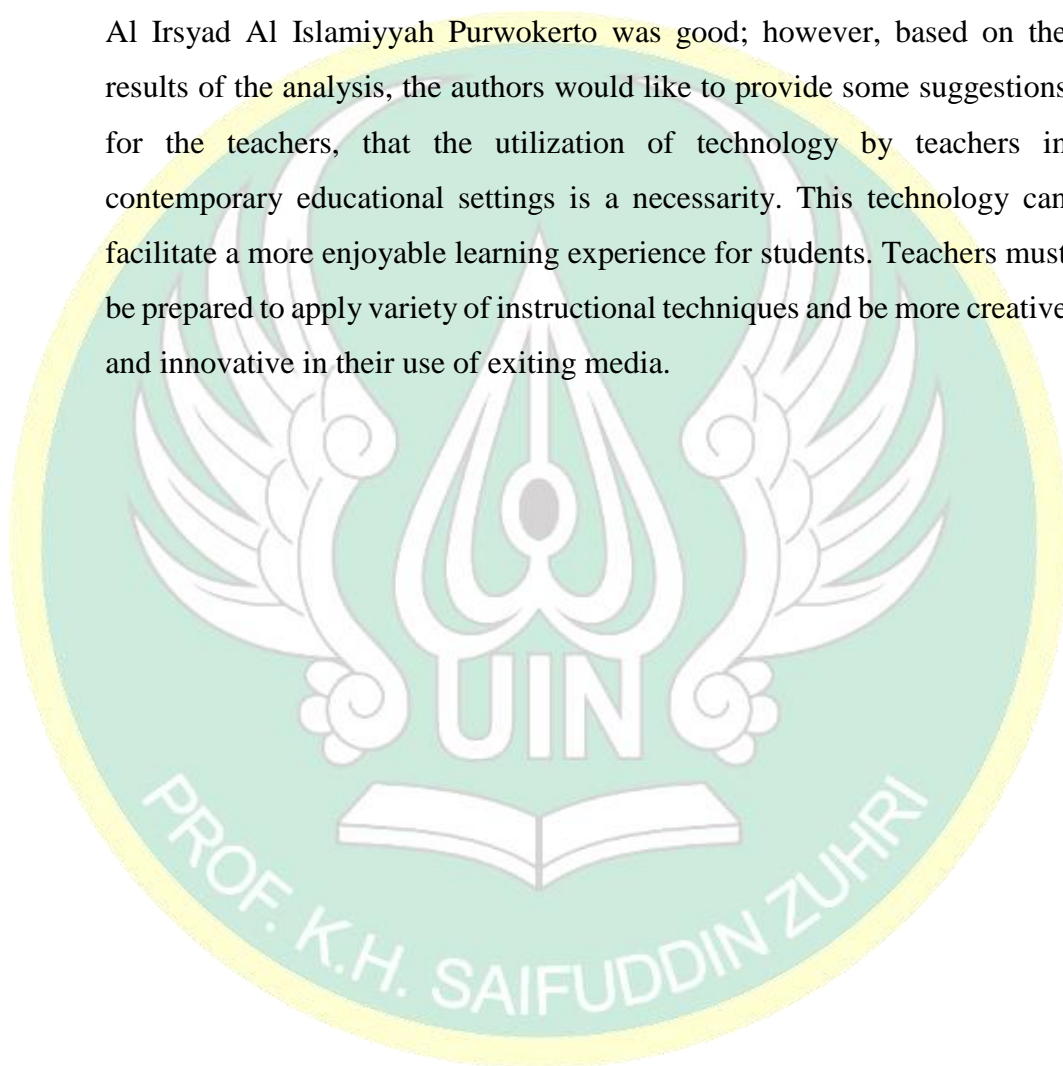 Al Irsyad Al Islamiyyah Purwokerto was good; however, based on the
results of the analysis, the authors would like to provide some suggestions
for the teachers, that the utilization of technology by teachers in
contemporary educational settings is a necessarity. This technology can
facilitate a more enjoyable learning experience for students. Teachers must
be prepared to apply variety of instructional techniques and be more creative
and innovative in their use of exiting media.
UIN
PROF. K.H. SAIFUDDIN ZUHRI